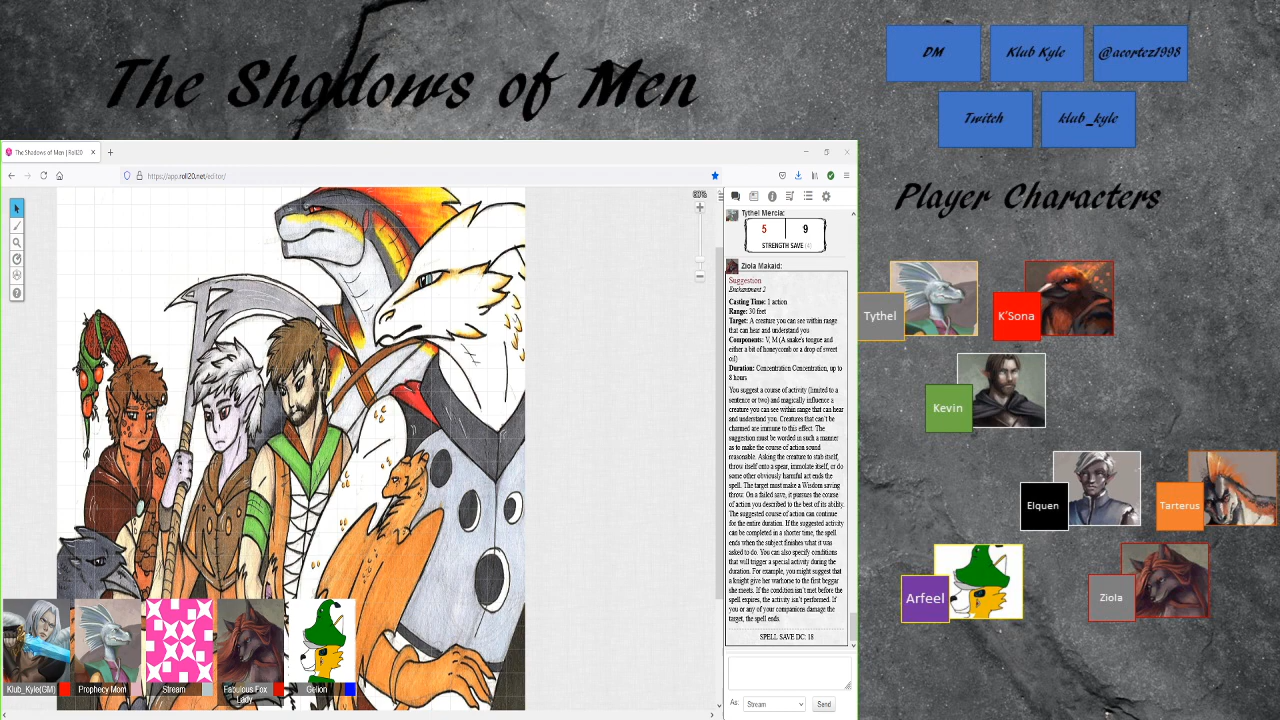 The Shadows of Men
DM
Klub Kyle
@acortez1998
Twitch
klub_kyle
The Shadows of Men | Roll20
https://app.roll20.net/editor/
Player Characters
Tythel
K'Sona
Kevin
Elquen
Tarterus
Arfeel
Ziola
Tythel Mercia:
5 9
STRENGTH SAVE (4)
Ziola Makaid:
Suggestion
Enchantment 2
Casting Time: 1 action
Range: 30 feet
Target: A creature you can see within range
that can hear and understand you
Components: V, M (A snake's tongue and
either a bit of honeycomb or a drop of sweet
oil)
Duration: Concentration Concentration, up to
8 hours
You suggest a course of activity (limited to a
sentence or two) and magically influence a
creature you can see within range that can hear
and understand you. Creatures that can't be
charmed are immune to this effect. The
suggestion must be worded in such a manner
as to make the course of action sound
reasonable. Asking the creature to stab itself,
throw itself onto a spear, immolate itself, or do
some other obviously harmful act ends the
spell. The target must make a Wisdom saving
throw. On a failed save, it pursues the course
of action you described to the best of its ability.
The suggested course of action can continue
for the entire duration. If the suggested activity
can be completed in a shorter time, the spell
ends when the subject finishes what it was
asked to do. You can also specify conditions
that will trigger a special activity during the
duration. For example, you might suggest that
a knight give her warhorse to the first beggar
she meets. If the condition isn't met before the
spell expires, the activity isn't performed. If
you or any of your companions damage the
target, the spell ends.
SPELL SAVE DC: 18
As:
Stream
Send
Klub_Kyle(GM)
Prophecy Mom
Stream
Fabulous Fox
Lady
Gelion